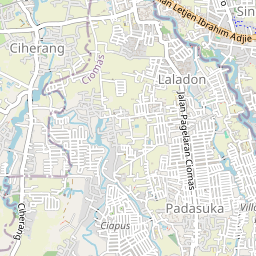 Jalan Letjen Ibrahim Adjie
Sin
Ciherang
Ciomas
Laladon
Jalan Pagelaran Ciomas
Ciherang
Padasuka
Villa
Ciapus